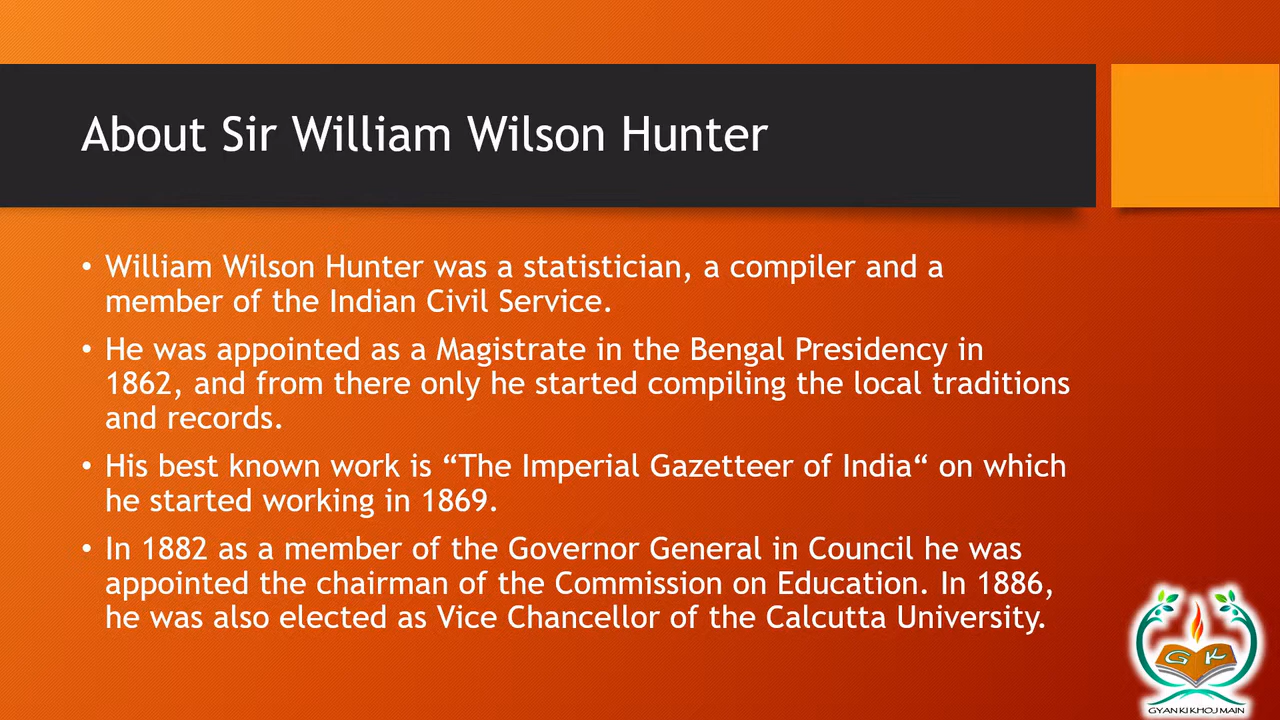 About Sir William Wilson Hunter
• William Wilson Hunter was a statistician, a compiler and a
member of the Indian Civil Service.
• He was appointed as a Magistrate in the Bengal Presidency in
1862, and from there only he started compiling the local traditions
and records.
• His best known work is “The Imperial Gazetteer of India“ on which
he started working in 1869.
• In 1882 as a member of the Governor General in Council he was
appointed the chairman of the Commission on Education. In 1886,
he was also elected as Vice Chancellor of the Calcutta University.
G K
GYAN KI KHOJ MAIN